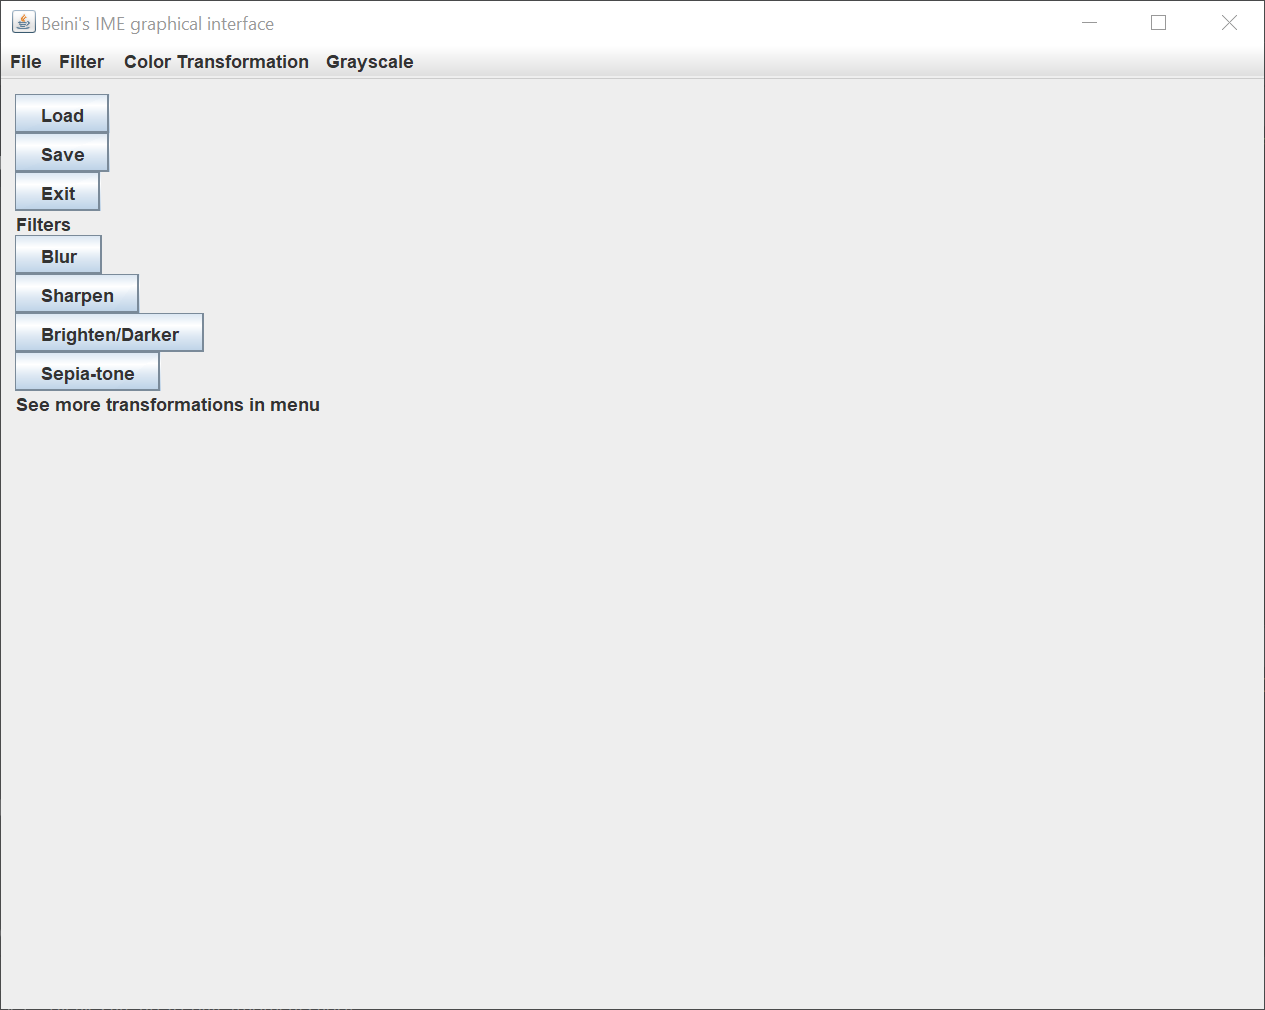 Beini's IME graphical interface
File Filter Color Transformation Grayscale
Load
Save
Exit
Filters
Blur
Sharpen
Brighten/Darker
Sepia-tone
See more transformations in menu